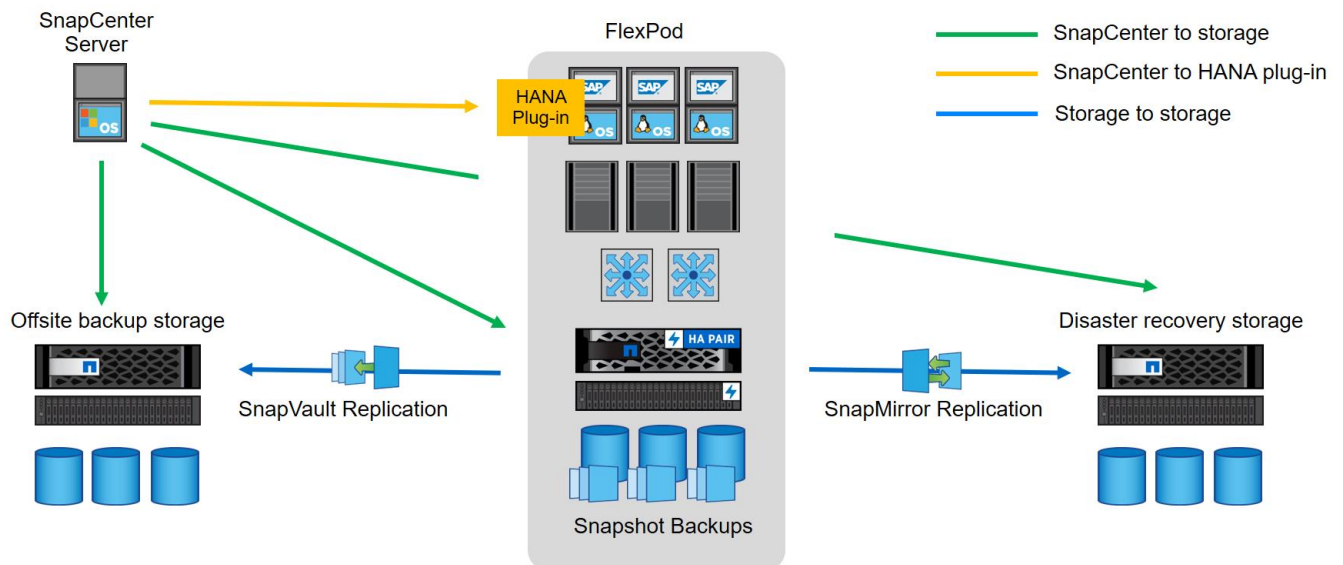 SnapCenter
Server
FlexPod
SnapCenter to storage
SnapCenter to HANA plug-in
Storage to storage
HANA
Plug-in
SAP
SAP
SAP
OS
OS
OS
OS
Offsite backup storage
HA PAIR
Disaster recovery storage
SnapVault Replication
SnapMirror Replication
Snapshot Backups